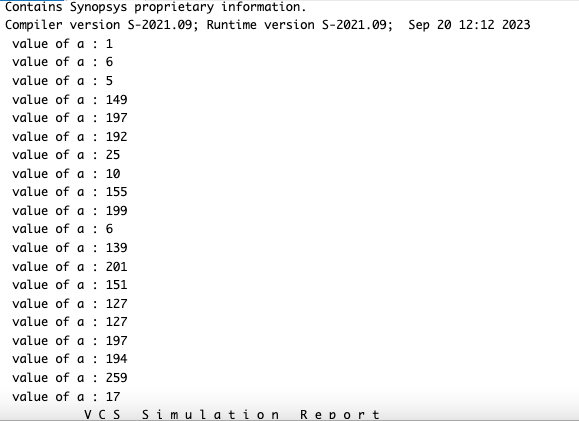 Contains Synopsys proprietary information.
Compiler version S-2021.09; Runtime version S-2021.09;  Sep 20 12:12 2023
value of a : 1
value of a : 6
value of a : 5
value of a : 149
value of a : 197
value of a : 192
value of a : 25
value of a : 10
value of a : 155
value of a : 199
value of a : 6
value of a : 139
value of a : 201
value of a : 151
value of a : 127
value of a : 127
value of a : 197
value of a : 194
value of a : 259
value of a : 17
V C S   S i m u l a t i o n   R e p o r t